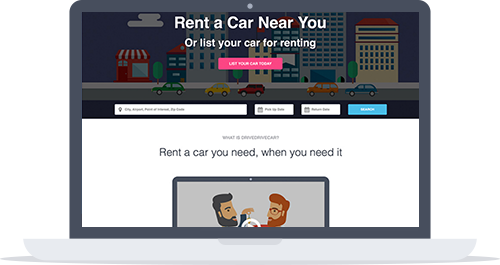 Rent a Car Near You
Or list your car for renting
LIST YOUR CAR TODAY
City, Airport, Point of Interest, Zip Code
Pick Up Date
Return Date
SEARCH
WHAT IS DRIVEDRIVECAR?
Rent a car you need, when you need it